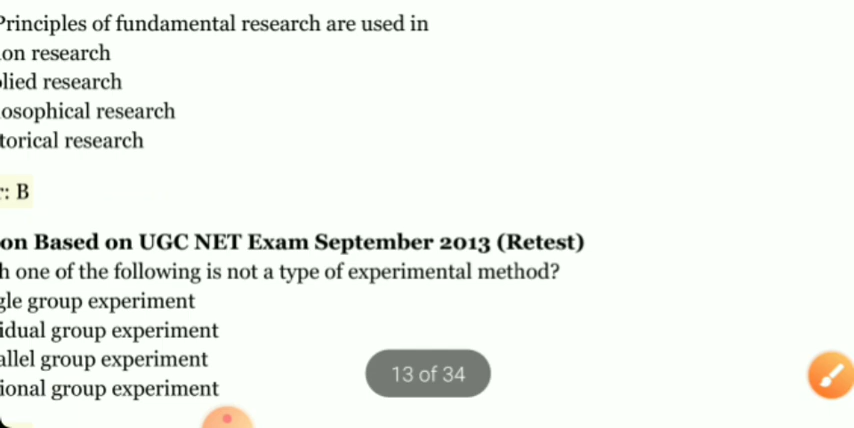 Principles of fundamental research are used in
on research
lied research
osophical research
torical research
: B
on Based on UGC NET Exam September 2013 (Retest)
h one of the following is not a type of experimental method?
gle group experiment
idual group experiment
allel group experiment
ional group experiment
13 of 34